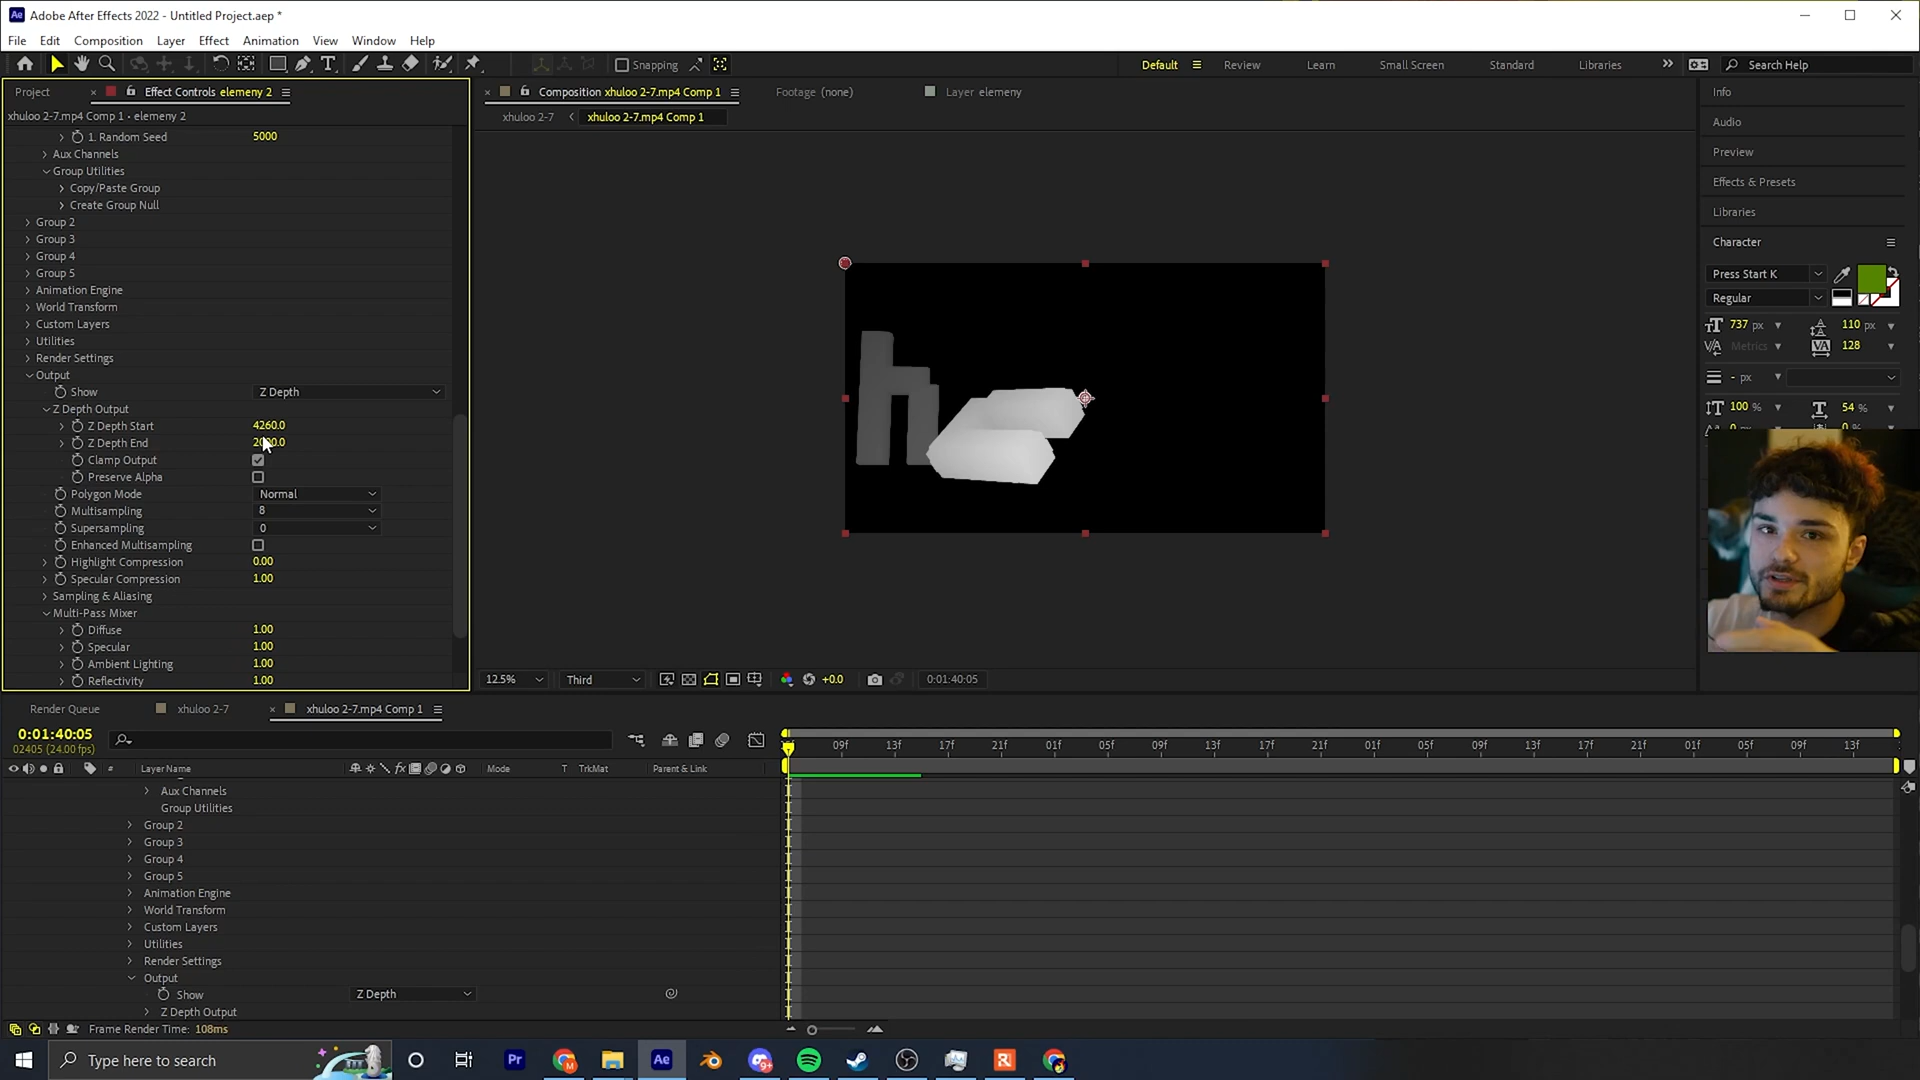 Adobe After Effects 2022 - Untitled Project.aep *
File Edit Composition Layer Effect Animation View Window Help
Snapping
Default Review Learn Small Screen Standard Libraries Search Help
Project Effect Controls elemeny 2
xhuloo 2-7.mp4 Comp 1 • elemeny 2
1. Random Seed 5000
Aux Channels
Group Utilities
Copy/Paste Group
Create Group Null
Group 2
Group 3
Group 4
Group 5
Animation Engine
World Transform
Custom Layers
Utilities
Render Settings
Output
Show Z Depth
Z Depth Output
Z Depth Start 4260.0
Z Depth End
Clamp Output
Preserve Alpha
Polygon Mode Normal
Multisampling 8
Supersampling 0
Enhanced Multisampling
Highlight Compression 0.00
Specular Compression 1.00
Sampling & Aliasing
Multi-Pass Mixer
Diffuse 1.00
Specular 1.00
Ambient Lighting 1.00
Reflectivity 1.00
Composition xhuloo 2-7.mp4 Comp 1 Footage (none) Layer elemeny
xhuloo 2-7 xhuloo 2-7.mp4 Comp 1
h
12.5% Third +0.0 0:01:40:05
Info
Audio
Preview
Effects & Presets
Libraries
Character
Press Start K
Regular
737 px 110 px
Metrics 128
- px
100 % 54 %
Render Queue xhuloo 2-7 xhuloo 2-7.mp4 Comp 1
0:01:40:05
02405 (24.00 fps)
09f 13f 17f 21f 01f 05f 09f 13f 17f 21f 01f 05f 09f 13f 17f 21f 01f 05f 09f 13f
# Layer Name Mode T TrkMat Parent & Link
Aux Channels
Group Utilities
Group 2
Group 3
Group 4
Group 5
Animation Engine
World Transform
Custom Layers
Utilities
Render Settings
Output
Show Z Depth
Z Depth Output
Frame Render Time: 108ms
Type here to search
Pr
Ae